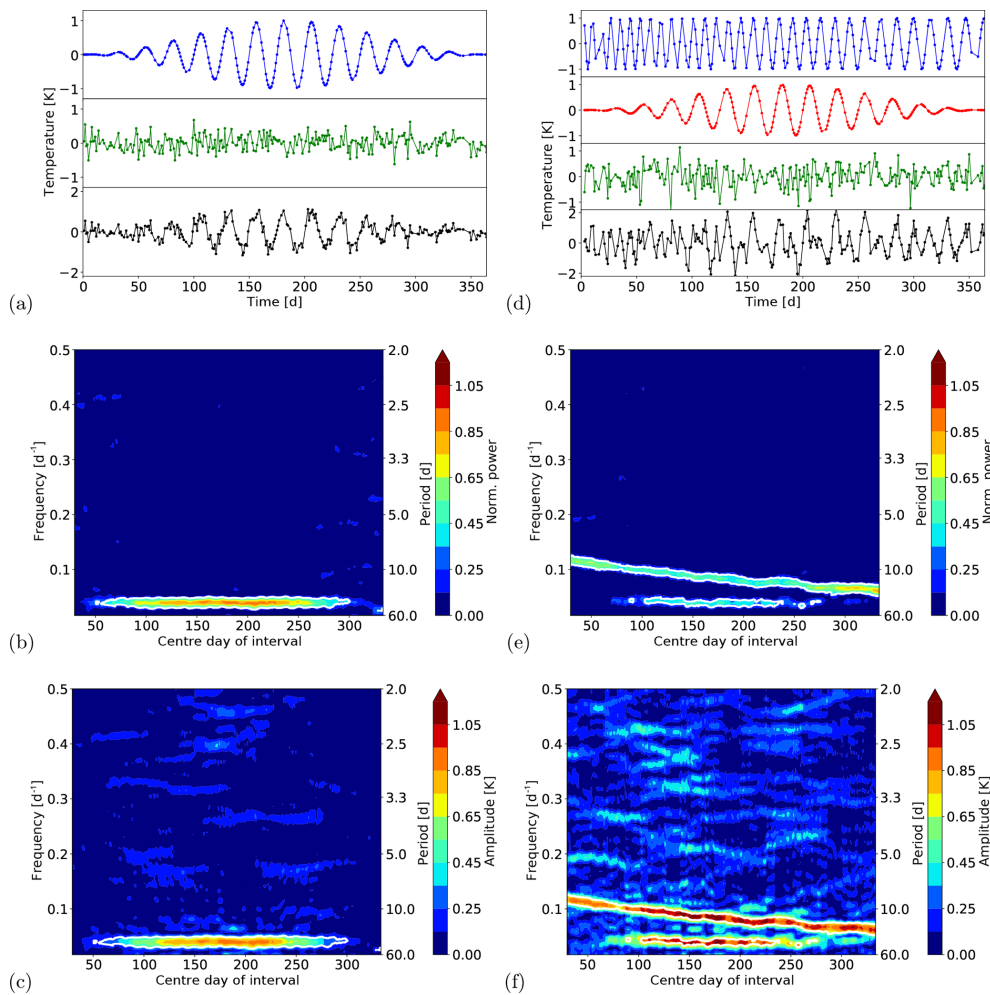 1
0
−1
1
0
−1
2
0
−2
Temperature [K]
0 50 100 150 200 250 300 350
Time [d]
(a)
1
0
−1
1
0
−1
1
0
−1
2
0
−2
Temperature [K]
0 50 100 150 200 250 300 350
Time [d]
(d)
0.5
0.4
0.3
0.2
0.1
Frequency [d⁻¹]
50 100 150 200 250 300
Centre day of interval
2.0
2.5
3.3
5.0
10.0
60.0
Period [d]
1.05
0.85
0.65
0.45
0.25
0.00
Norm. power
(b)
0.5
0.4
0.3
0.2
0.1
Frequency [d⁻¹]
50 100 150 200 250 300
Centre day of interval
2.0
2.5
3.3
5.0
10.0
60.0
Period [d]
1.05
0.85
0.65
0.45
0.25
0.00
Norm. power
(e)
0.5
0.4
0.3
0.2
0.1
Frequency [d⁻¹]
50 100 150 200 250 300
Centre day of interval
2.0
2.5
3.3
5.0
10.0
60.0
Period [d]
1.05
0.85
0.65
0.45
0.25
0.00
Amplitude [K]
(c)
0.5
0.4
0.3
0.2
0.1
Frequency [d⁻¹]
50 100 150 200 250 300
Centre day of interval
2.0
2.5
3.3
5.0
10.0
60.0
Period [d]
1.05
0.85
0.65
0.45
0.25
0.00
Amplitude [K]
(f)